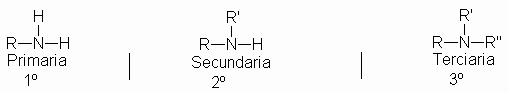 H R' R'
R—N—H R—N—H R—N—R"
Primaria Secundaria Terciaria
1º 2º 3º